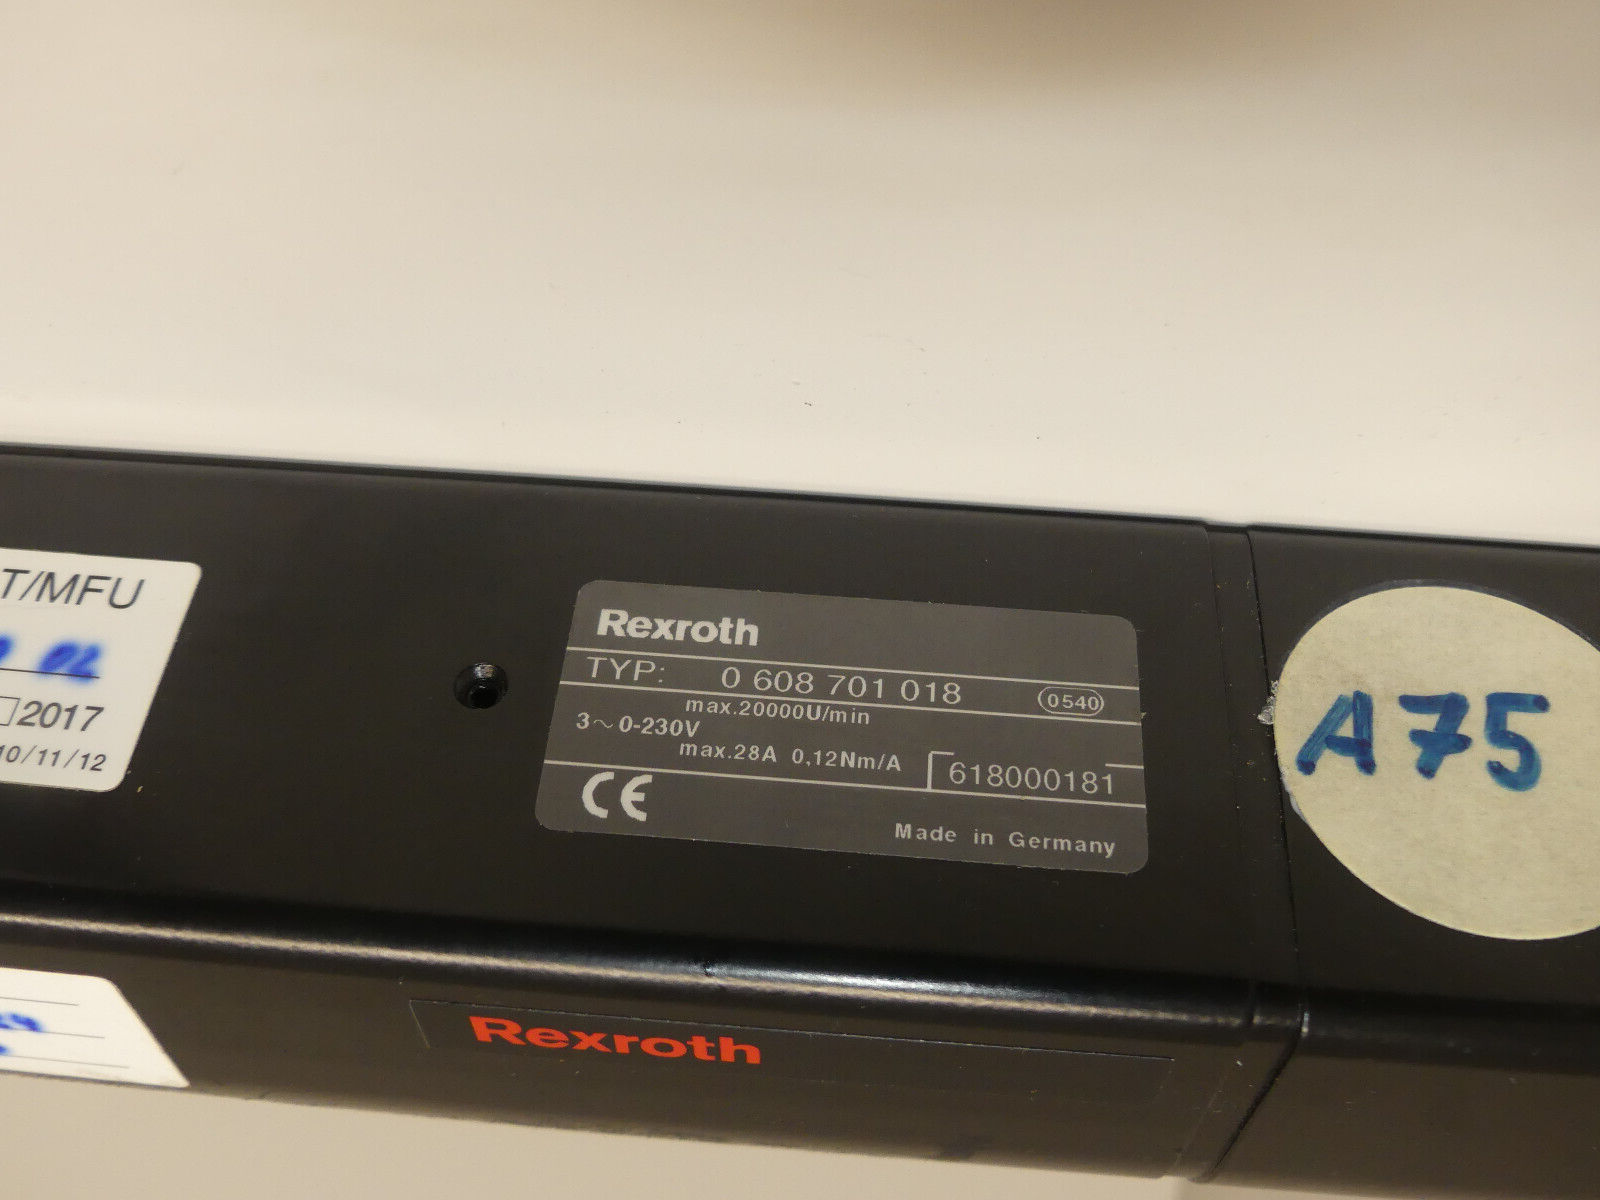 T/MFU
02
2017
10/11/12
Rexroth
TYP: 0 608 701 018 0540
max.20000U/min
3~0-230V
max.28A 0,12Nm/A
618000181
CE
Made in Germany
A75
Rexroth